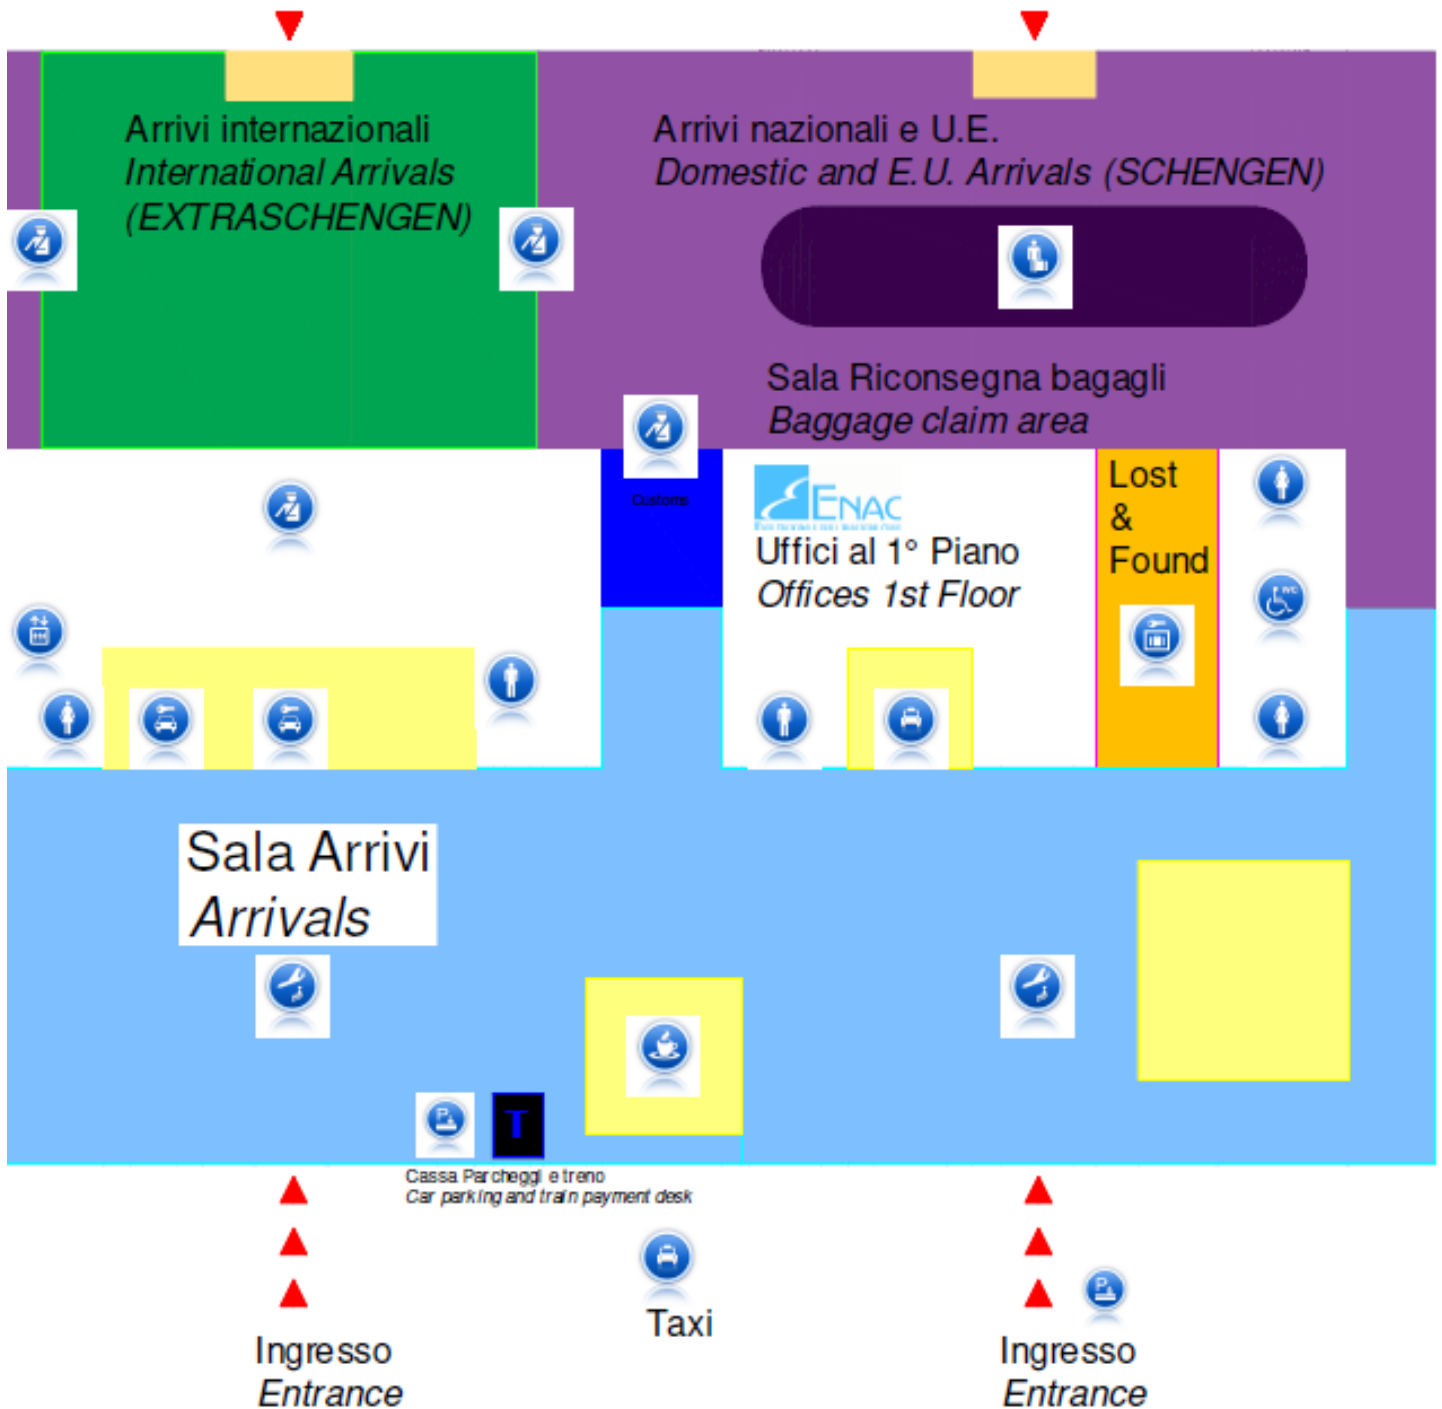 Arrivi internazionali
International Arrivals
(EXTRASCHENGEN)
Arrivi nazionali e U.E.
Domestic and E.U. Arrivals (SCHENGEN)
Sala Riconsegna bagagli
Baggage claim area
Customs
ENAC
Uffici al 1° Piano
Offices 1st Floor
Lost
&
Found
WC
Sala Arrivi
Arrivals
P
T
Cassa Parcheggi e treno
Car parking and train payment desk
Taxi
P
Ingresso
Entrance
Ingresso
Entrance